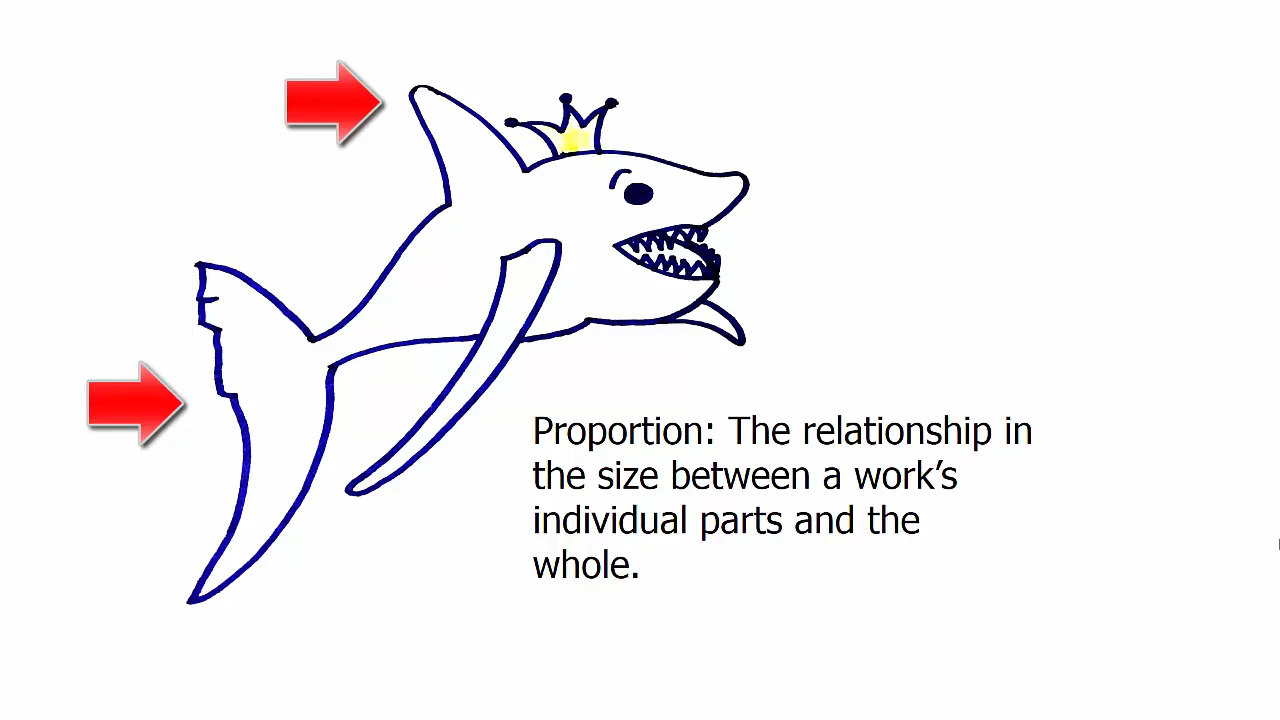 Proportion: The relationship in
the size between a work’s
individual parts and the
whole.